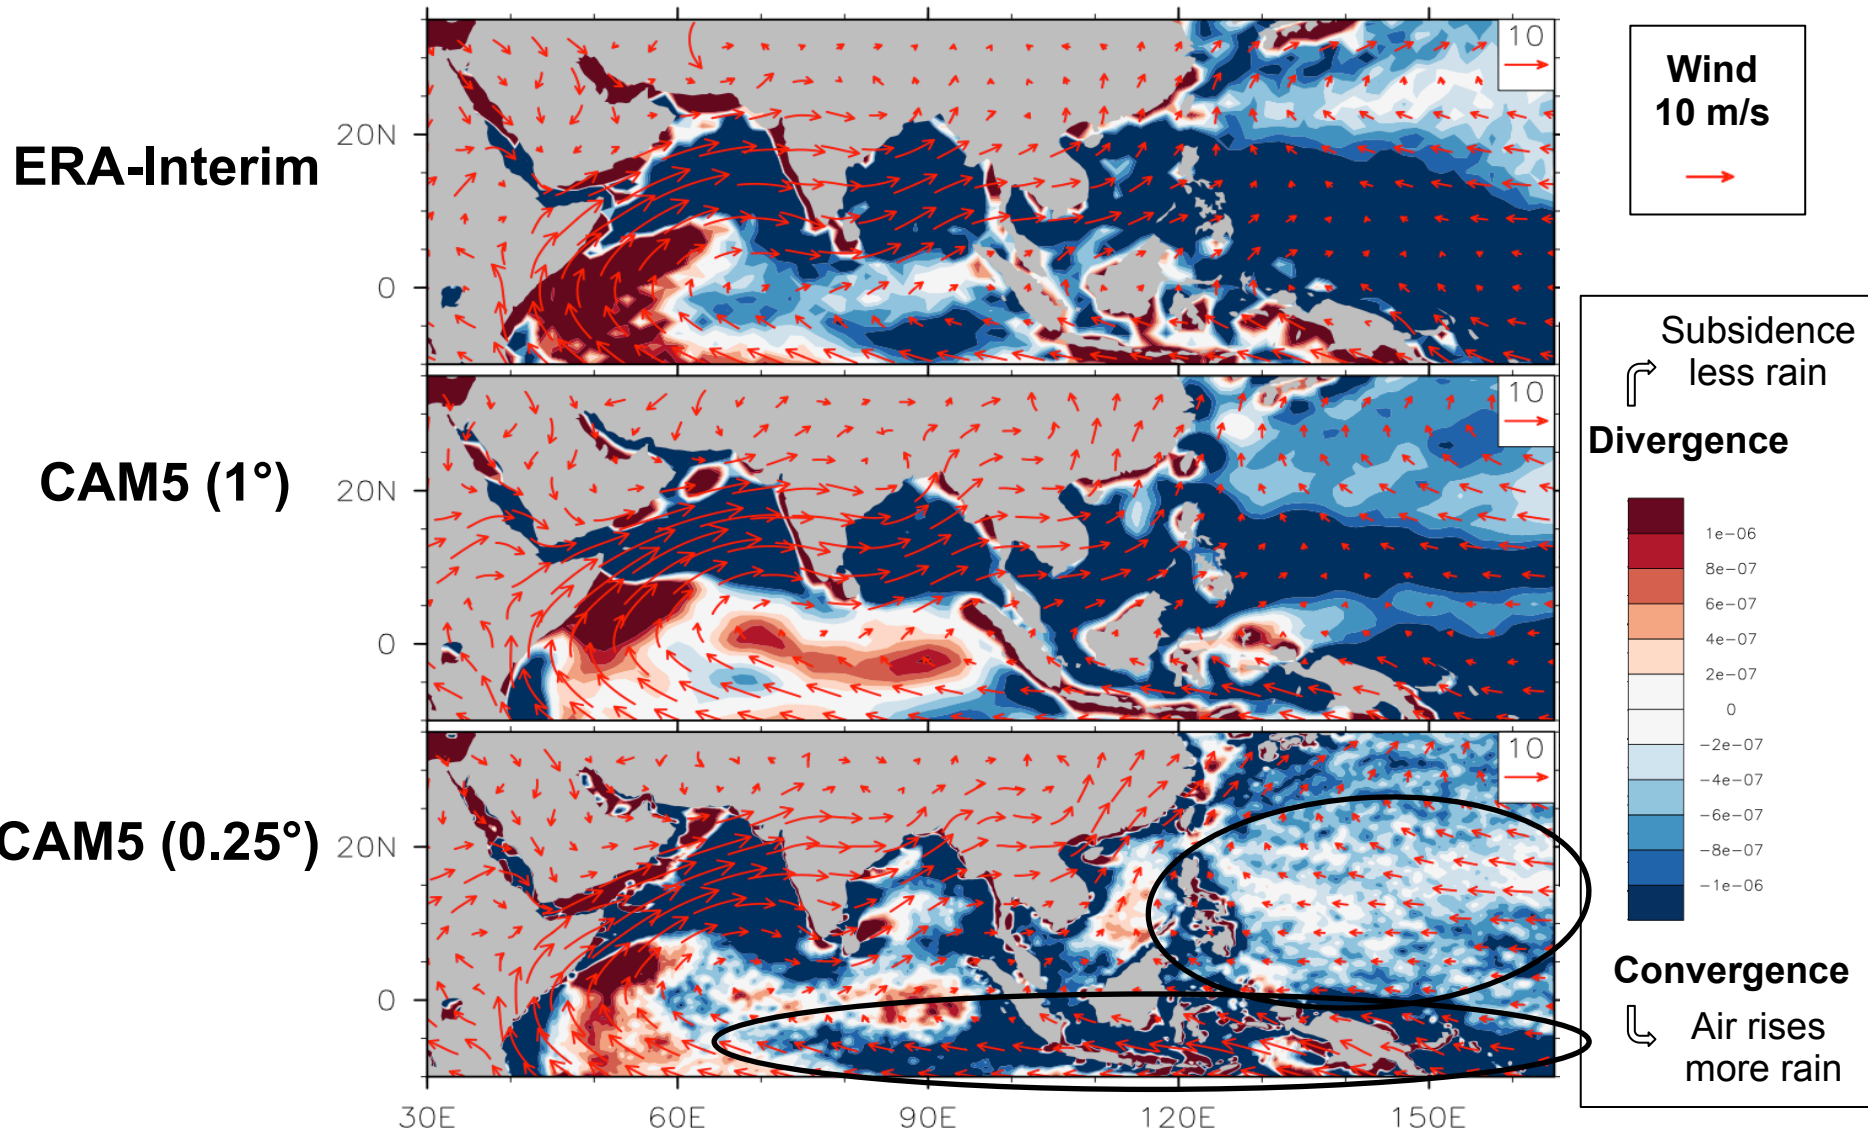 ERA-Interim
20N
0
10
CAM5 (1°)
20N
0
10
CAM5 (0.25°)
20N
0
10
30E
60E
90E
120E
150E
Wind
10 m/s
Subsidence
less rain
Divergence
1e-06
8e-07
6e-07
4e-07
2e-07
0
-2e-07
-4e-07
-6e-07
-8e-07
-1e-06
Convergence
Air rises
more rain